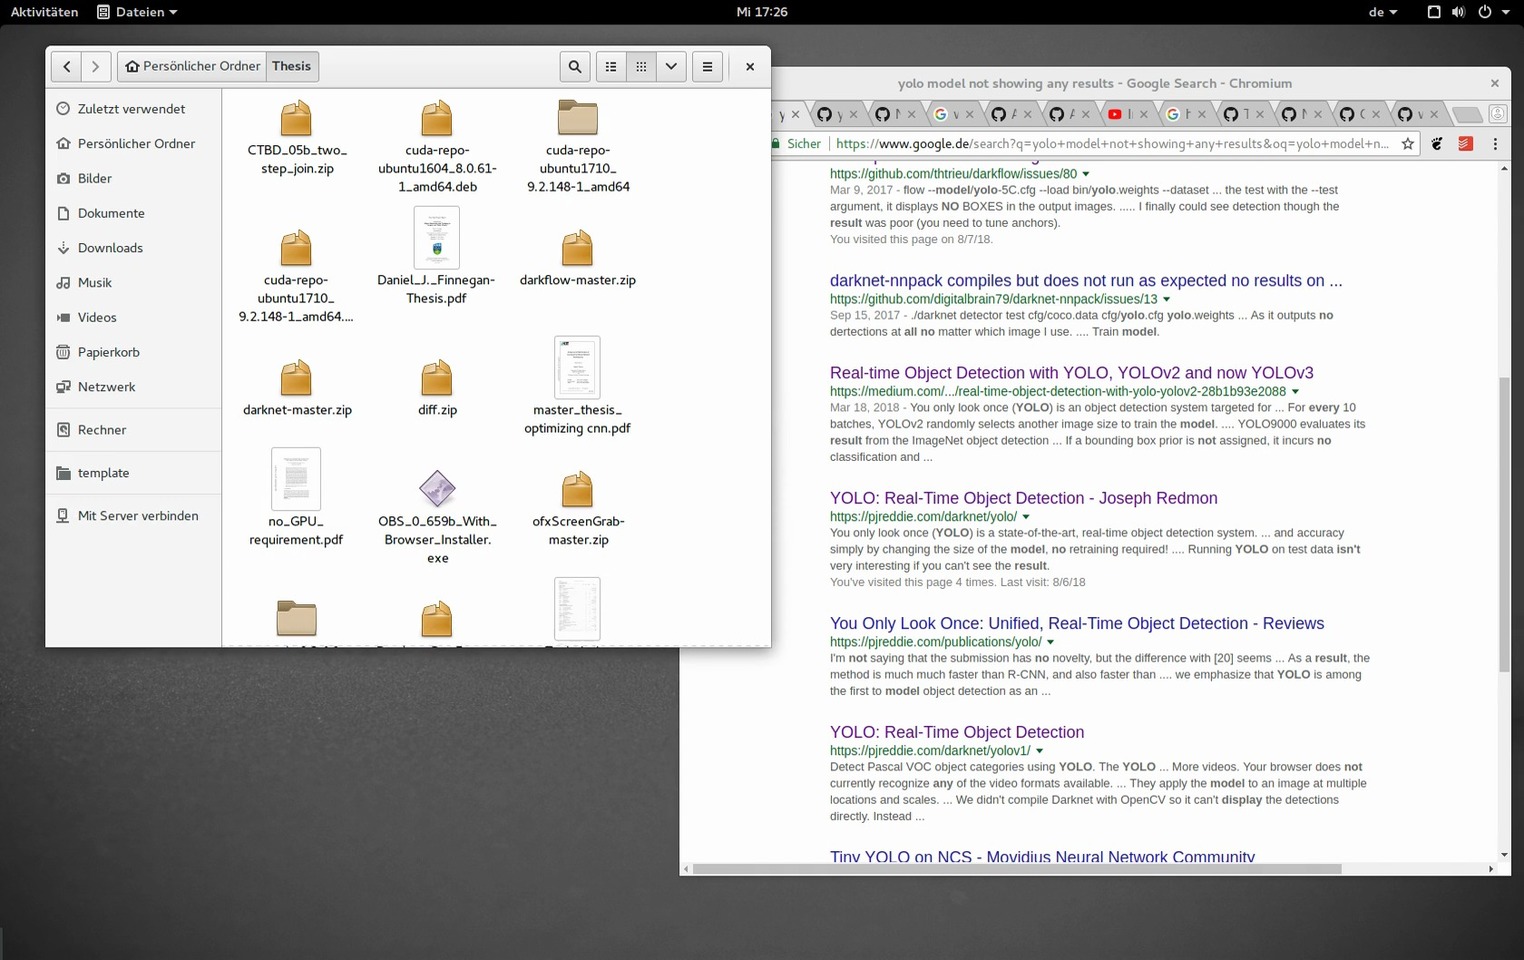 Aktivitäten
Dateien
Mi 17:26
de
Persönlicher Ordner
Thesis
Zuletzt verwendet
Persönlicher Ordner
Bilder
Dokumente
Downloads
Musik
Videos
Papierkorb
Netzwerk
Rechner
template
Mit Server verbinden
CTBD_05b_two_
step_join.zip
cuda-repo-
ubuntu1604_8.0.61-
1_amd64.deb
cuda-repo-
ubuntu1710_
9.2.148-1_amd64
cuda-repo-
ubuntu1710_
9.2.148-1_amd64....
Daniel_J._Finnegan-
Thesis.pdf
darkflow-master.zip
darknet-master.zip
diff.zip
master_thesis_
optimizing cnn.pdf
no_GPU_
requirement.pdf
OBS_0_659b_With_
Browser_Installer.
exe
ofxScreenGrab-
master.zip
yolo model not showing any results - Google Search - Chromium
Sicher
https://www.google.de/search?q=yolo+model+not+showing+any+results&oq=yolo+model+n...
https://github.com/thtrieu/darkflow/issues/80
Mar 9, 2017 - flow --model/yolo-5C.cfg --load bin/yolo.weights --dataset ... the test with the --test
argument, it displays NO BOXES in the output images. ..... I finally could see detection though the
result was poor (you need to tune anchors).
You visited this page on 8/7/18.
darknet-nnpack compiles but does not run as expected no results on ...
https://github.com/digitalbrain79/darknet-nnpack/issues/13
Sep 15, 2017 - ./darknet detector test cfg/coco.data cfg/yolo.cfg yolo.weights ... As it outputs no
dertections at all no matter which image I use. .... Train model.
Real-time Object Detection with YOLO, YOLOv2 and now YOLOv3
https://medium.com/.../real-time-object-detection-with-yolo-yolov2-28b1b93e2088
Mar 18, 2018 - You only look once (YOLO) is an object detection system targeted for ... For every 10
batches, YOLOv2 randomly selects another image size to train the model. .... YOLO9000 evaluates its
result from the ImageNet object detection ... If a bounding box prior is not assigned, it incurs no
classification and ...
YOLO: Real-Time Object Detection - Joseph Redmon
https://pjreddie.com/darknet/yolo/
You only look once (YOLO) is a state-of-the-art, real-time object detection system. ... and accuracy
simply by changing the size of the model, no retraining required! .... Running YOLO on test data isn't
very interesting if you can't see the result.
You've visited this page 4 times. Last visit: 8/6/18
You Only Look Once: Unified, Real-Time Object Detection - Reviews
https://pjreddie.com/publications/yolo/
I'm not saying that the submission has no novelty, but the difference with [20] seems ... As a result, the
method is much much faster than R-CNN, and also faster than .... we emphasize that YOLO is among
the first to model object detection as an ...
YOLO: Real-Time Object Detection
https://pjreddie.com/darknet/yolov1/
Detect Pascal VOC object categories using YOLO. The YOLO ... More videos. Your browser does not
currently recognize any of the video formats available. ... They apply the model to an image at multiple
locations and scales. ... We didn't compile Darknet with OpenCV so it can't display the detections
directly. Instead ...
Tiny YOLO on NCS - Movidius Neural Network Community